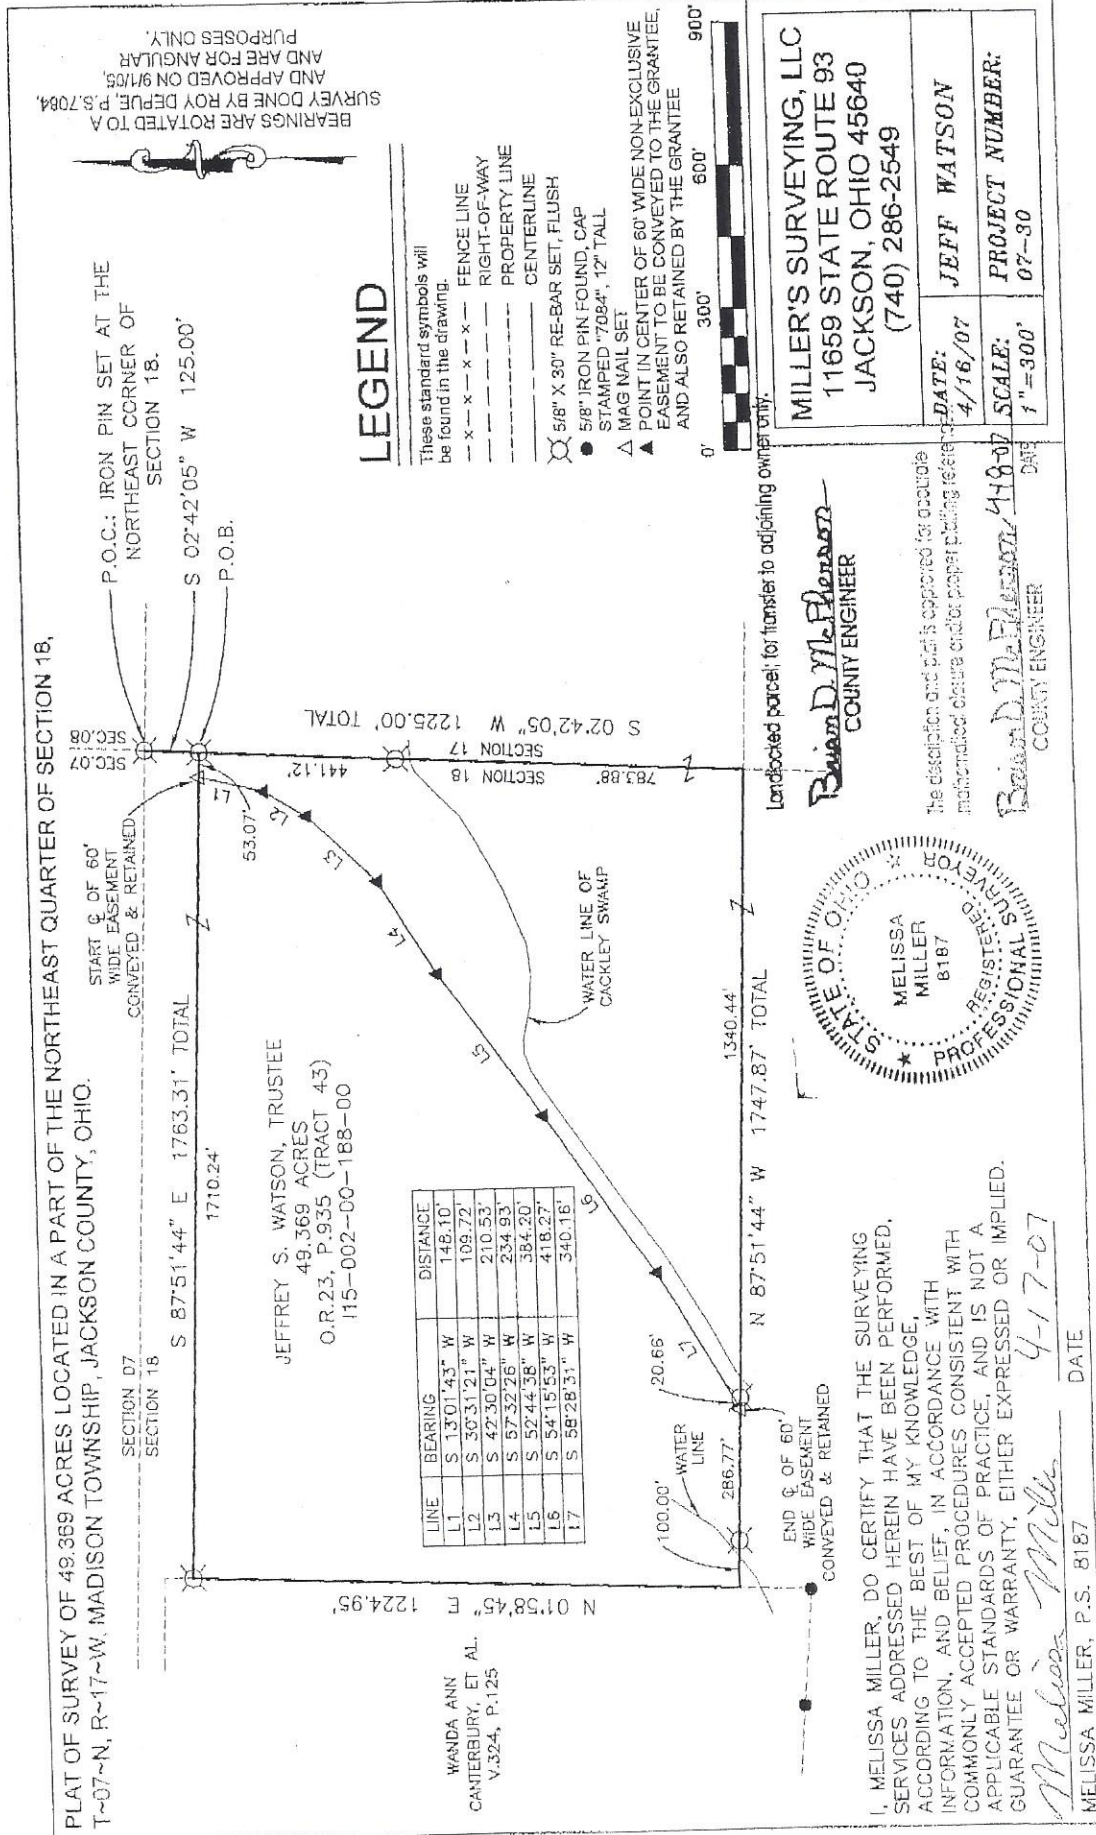 PLAT OF SURVEY OF 49.369 ACRES LOCATED IN A PART OF THE NORTHEAST QUARTER OF SECTION 18,
T~07~N, R~17~W, MADISON TOWNSHIP, JACKSON COUNTY, OHIO.
SECTION 07
SECTION 18
START ℄ OF 60'
WIDE EASEMENT
CONVEYED & RETAINED
SEC.07
SEC.08
P.O.C.: IRON PIN SET AT THE
NORTHEAST CORNER OF
SECTION 18.
S 02°42'05" W 125.00'
P.O.B.
BEARINGS ARE ROTATED TO A
SURVEY DONE BY ROY DEPUE, P.S.7084,
AND APPROVED ON 9/1/05,
AND ARE FOR ANGULAR
PURPOSES ONLY.
S 87°51'44" E 1763.31' TOTAL
1710.24'
53.07'
L1
L2
L3
L4
L5
L6
L7
441.12'
SECTION 18
SECTION 17
S 02°42'05" W 1225.00' TOTAL
783.88'
JEFFREY S. WATSON, TRUSTEE
49.369 ACRES
O.R.23, P.935 (TRACT 43)
I15-002-00-188-00
LINE BEARING DISTANCE
L1 S 13°01'43" W 148.10'
L2 S 30°31'21" W 109.72'
L3 S 42°30'04" W 210.53'
L4 S 57°32'26" W 234.93'
L5 S 52°44'38" W 384.20'
L6 S 54°15'53" W 418.27'
L7 S 58°28'31" W 340.16'
WATER LINE OF
CACKLEY SWAMP
N 01°58'45" E 1224.95'
WANDA ANN
CANTERBURY, ET AL.
V.324, P.125
100.00'
WATER
LINE
20.66'
286.77'
1340.44'
N 87°51'44" W 1747.87' TOTAL
END ℄ OF 60'
WIDE EASEMENT
CONVEYED & RETAINED
LEGEND
These standard symbols will
be found in the drawing.
FENCE LINE
RIGHT-OF-WAY
PROPERTY LINE
CENTERLINE
5/8" X 30" RE-BAR SET, FLUSH
5/8" IRON PIN FOUND, CAP
STAMPED "7084", 12" TALL
MAG NAIL SET
POINT IN CENTER OF 60' WIDE NON-EXCLUSIVE
EASEMENT TO BE CONVEYED TO THE GRANTEE,
AND ALSO RETAINED BY THE GRANTEE
0' 300' 600' 900'
I, MELISSA MILLER, DO CERTIFY THAT THE SURVEYING
SERVICES ADDRESSED HEREIN HAVE BEEN PERFORMED,
ACCORDING TO THE BEST OF MY KNOWLEDGE,
INFORMATION, AND BELIEF, IN ACCORDANCE WITH
COMMONLY ACCEPTED PROCEDURES CONSISTENT WITH
APPLICABLE STANDARDS OF PRACTICE, AND IS NOT A
GUARANTEE OR WARRANTY, EITHER EXPRESSED OR IMPLIED.
Melissa Miller 4-17-07
MELISSA MILLER, P.S. 8187 DATE
STATE OF OHIO
MELISSA
MILLER
8187
REGISTERED
PROFESSIONAL SURVEYOR
Landlocked parcel; for transfer to adjoining owner only.
Brian D. McPherson
COUNTY ENGINEER
The description and plat is approved for accurate
mathematical closure and/or proper platting reference
Brian D. McPherson 4-18-07
COUNTY ENGINEER DATE
MILLER'S SURVEYING, LLC
11659 STATE ROUTE 93
JACKSON, OHIO 45640
(740) 286-2549
DATE:
4/16/07
JEFF WATSON
SCALE:
1"=300'
PROJECT NUMBER:
07-30